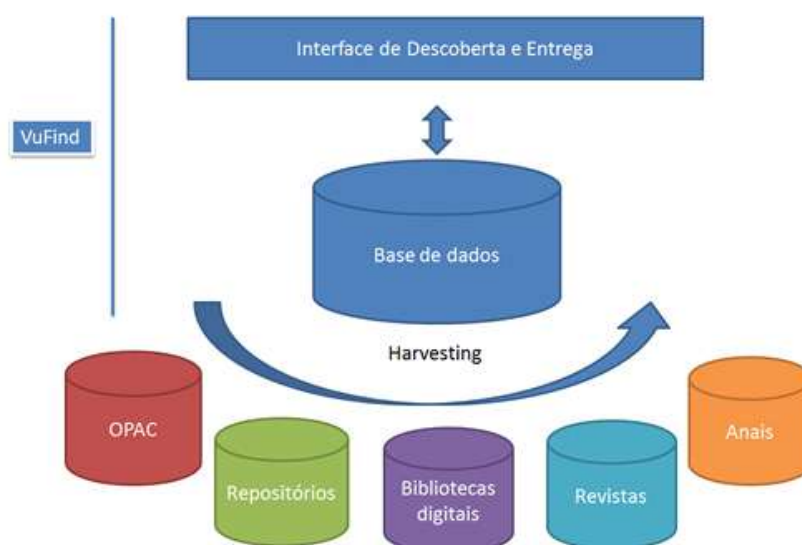 Interface de Descoberta e Entrega
VuFind
Base de dados
Harvesting
OPAC
Repositórios
Bibliotecas
digitais
Revistas
Anais